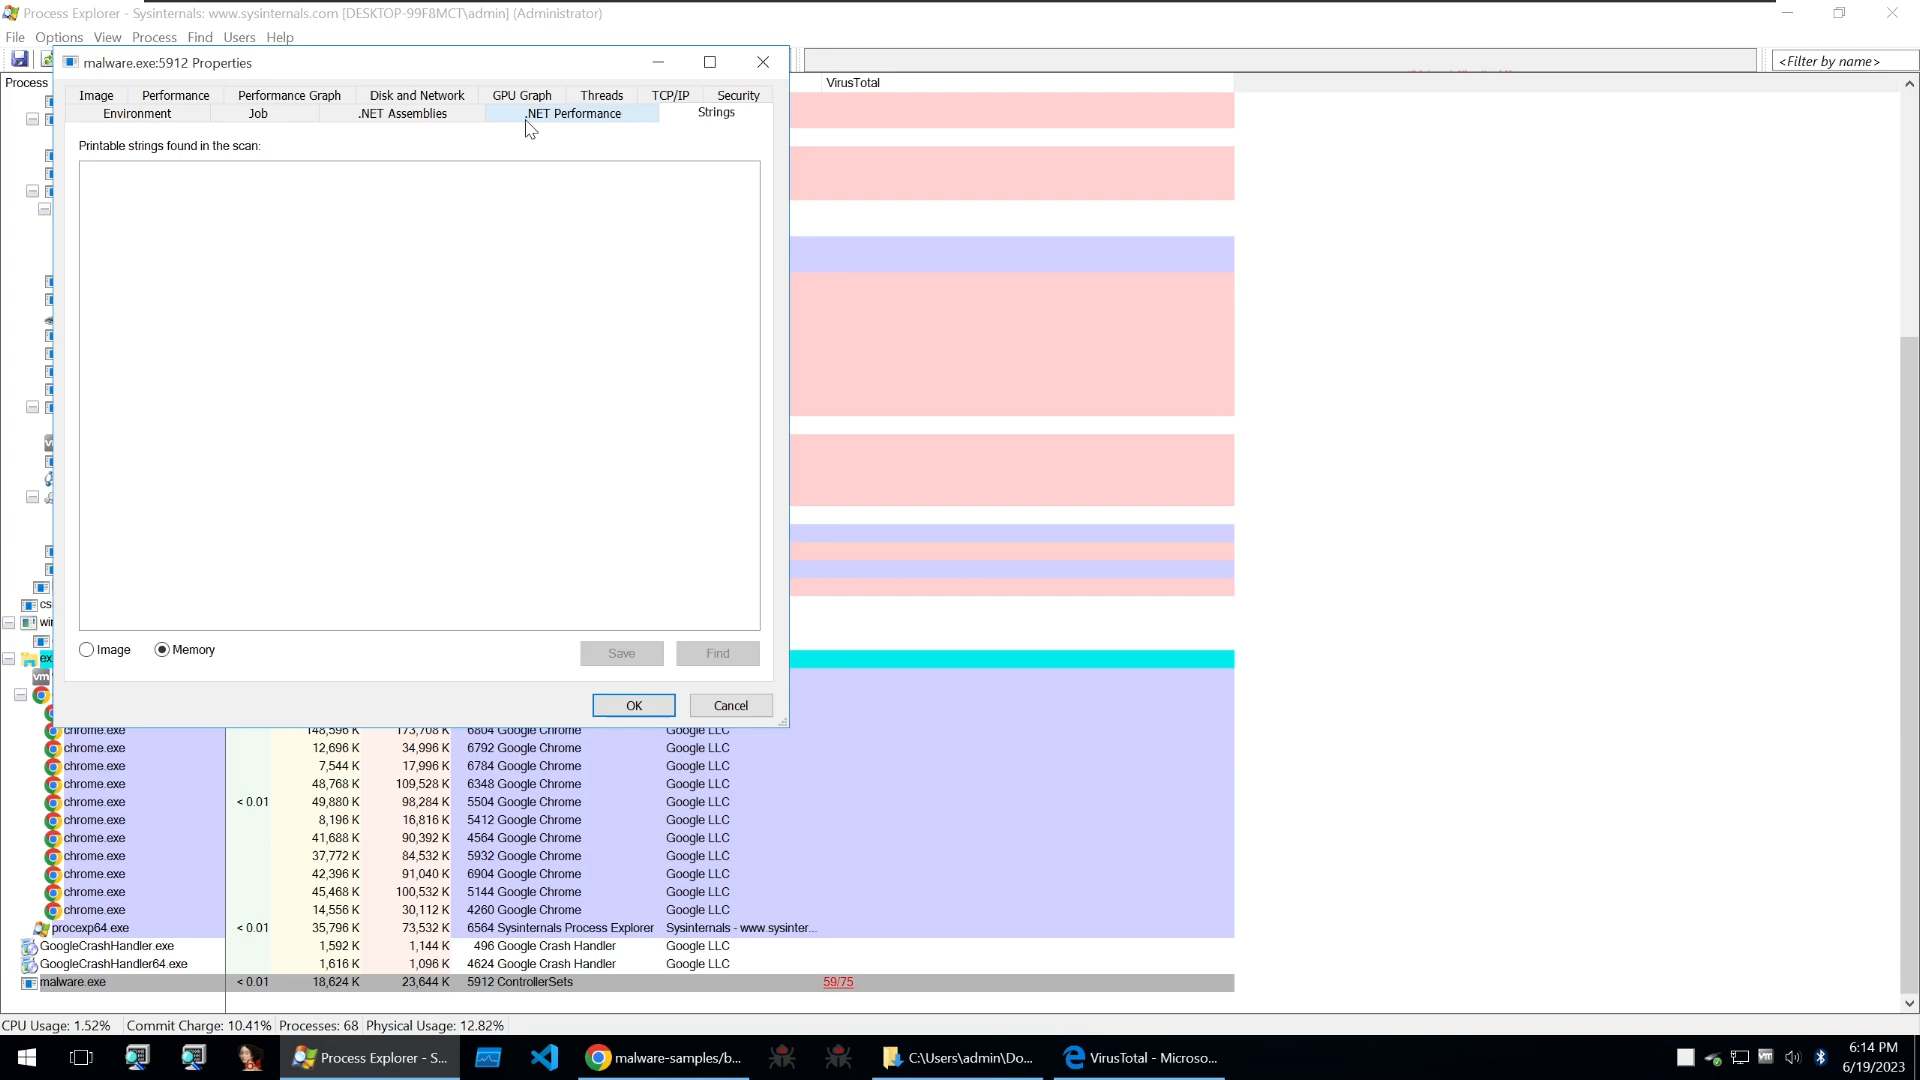 Process Explorer - Sysinternals: www.sysinternals.com [DESKTOP-99F8MCT\admin] (Administrator)
File Options View Process Find Users Help
<Filter by name>
malware.exe:5912 Properties
Process
VirusTotal
Image Performance Performance Graph Disk and Network GPU Graph Threads TCP/IP Security
Environment Job .NET Assemblies .NET Performance Strings
Printable strings found in the scan:
Image Memory Save Find
OK Cancel
chrome.exe 148,596 K 173,708 K 6804 Google Chrome Google LLC
chrome.exe 12,696 K 34,996 K 6792 Google Chrome Google LLC
chrome.exe 7,544 K 17,996 K 6784 Google Chrome Google LLC
chrome.exe 48,768 K 109,528 K 6348 Google Chrome Google LLC
chrome.exe < 0.01 49,880 K 98,284 K 5504 Google Chrome Google LLC
chrome.exe 8,196 K 16,816 K 5412 Google Chrome Google LLC
chrome.exe 41,688 K 90,392 K 4564 Google Chrome Google LLC
chrome.exe 37,772 K 84,532 K 5932 Google Chrome Google LLC
chrome.exe 42,396 K 91,040 K 6904 Google Chrome Google LLC
chrome.exe 45,468 K 100,532 K 5144 Google Chrome Google LLC
chrome.exe 14,556 K 30,112 K 4260 Google Chrome Google LLC
procexp64.exe < 0.01 35,796 K 73,532 K 6564 Sysinternals Process Explorer Sysinternals - www.sysinter...
GoogleCrashHandler.exe 1,592 K 1,144 K 496 Google Crash Handler Google LLC
GoogleCrashHandler64.exe 1,616 K 1,096 K 4624 Google Crash Handler Google LLC
malware.exe < 0.01 18,624 K 23,644 K 5912 ControllerSets 59/75
CPU Usage: 1.52% Commit Charge: 10.41% Processes: 68 Physical Usage: 12.82%
Process Explorer - S... malware-samples/b... C:\Users\admin\Do... VirusTotal - Microso...
6:14 PM
6/19/2023